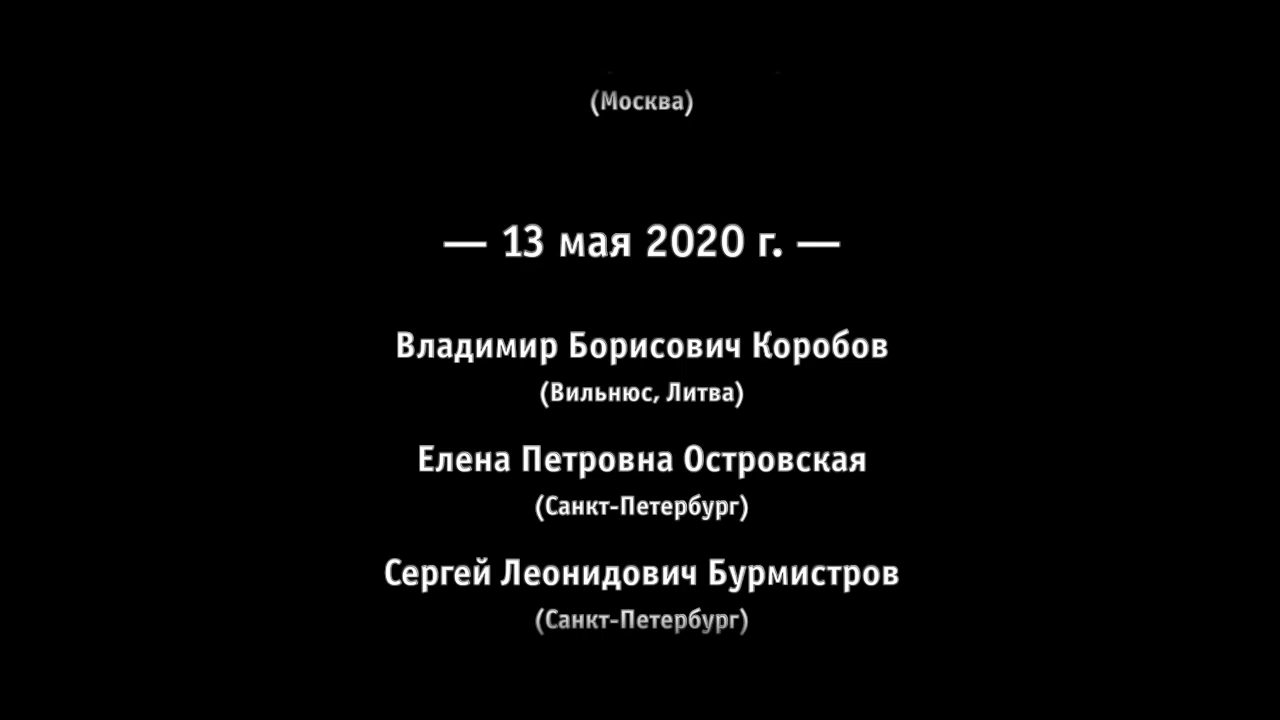 (Москва)
— 13 мая 2020 г. —
Владимир Борисович Коробов
(Вильнюс, Литва)
Елена Петровна Островская
(Санкт-Петербург)
Сергей Леонидович Бурмистров
(Санкт-Петербург)